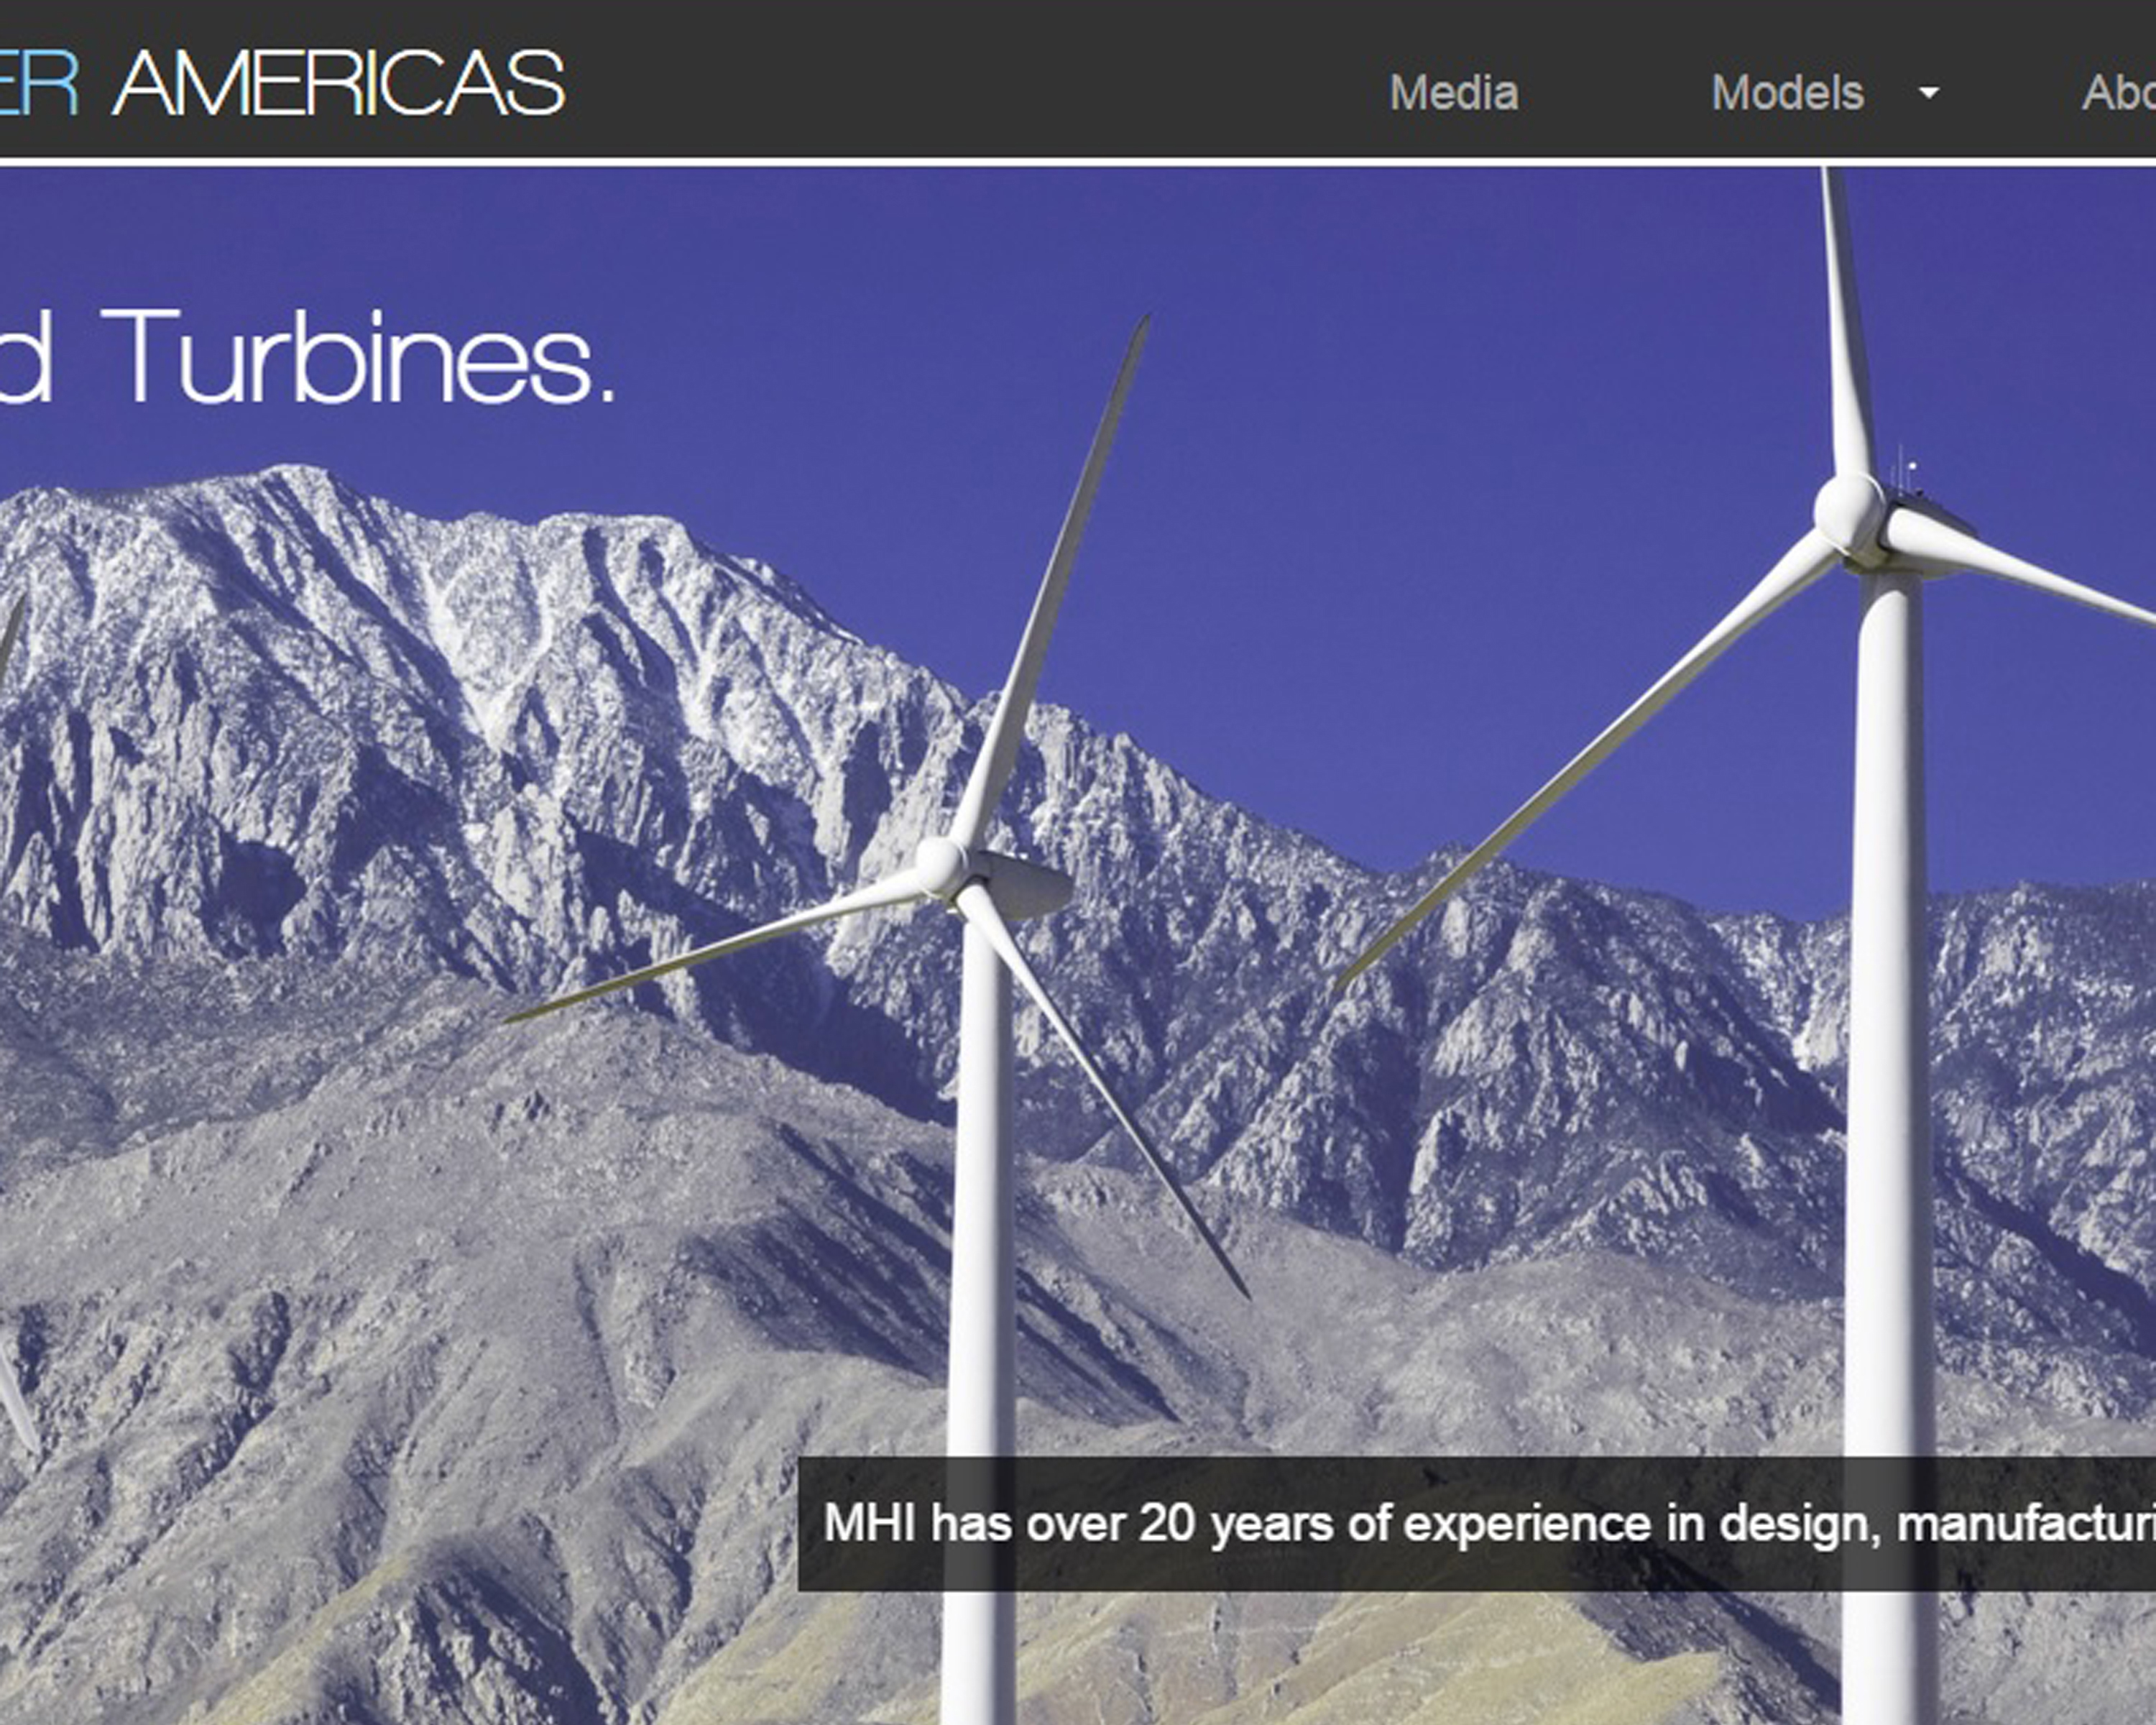 ER AMERICAS
Media Models Abo
d Turbines.
MHI has over 20 years of experience in design, manufacturi